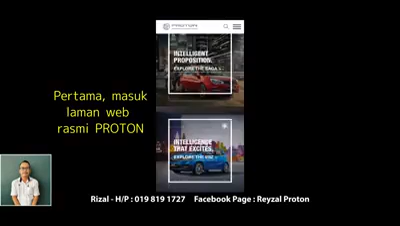 PROTON
INTELLIGENT
PROPOSITION.
EXPLORE THE SAGA
Pertama, masuk
laman web
rasmi PROTON
INTELLIGENCE
THAT EXCITES.
EXPLORE THE
Rizal - H/P : 019 819 1727 Facebook Page : Reyzal Proton